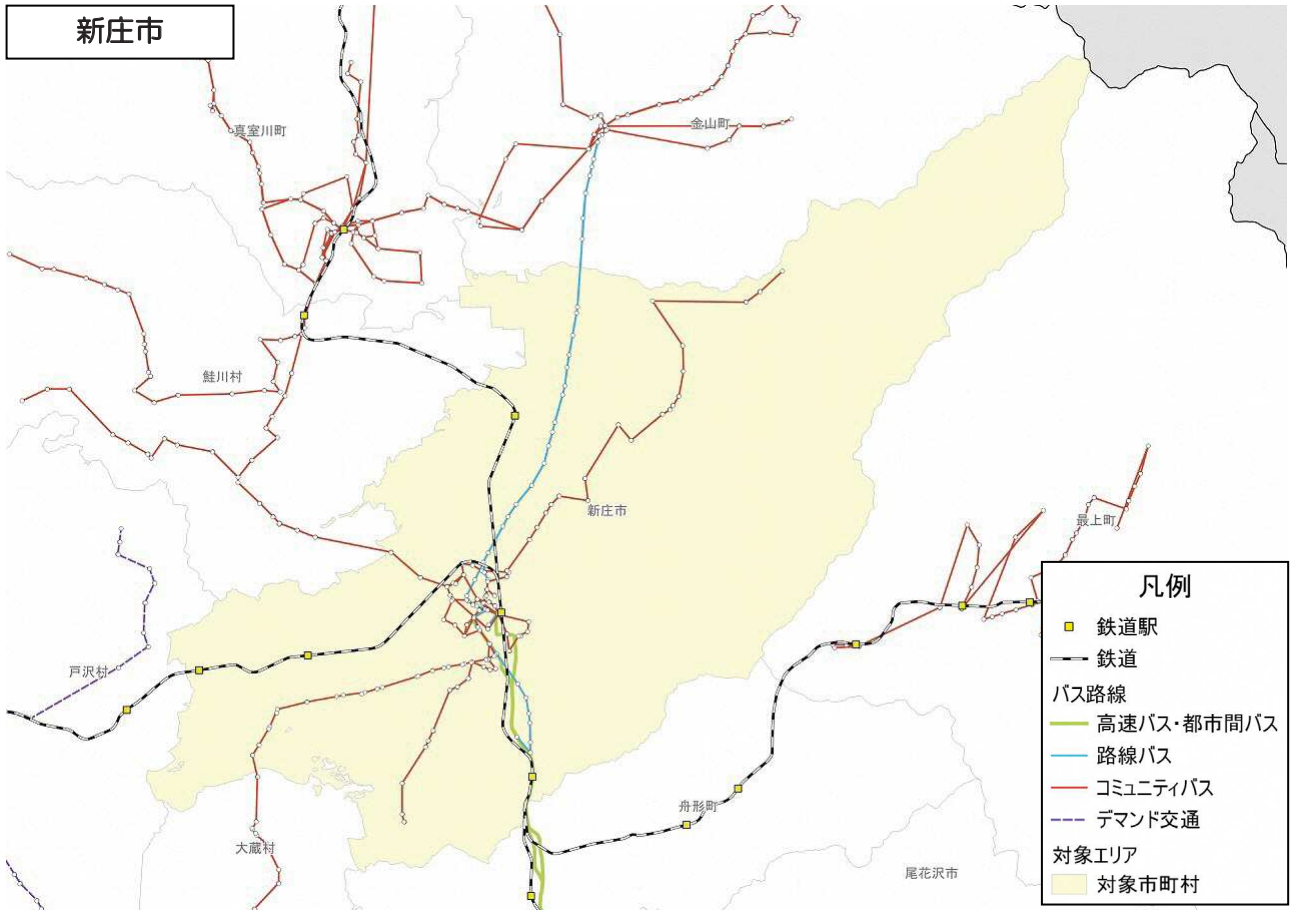 新庄市
真室川町
金山町
鮭川村
新庄市
最上町
戸沢村
舟形町
大蔵村
尾花沢市
凡例
鉄道駅
鉄道
バス路線
高速バス・都市間バス
路線バス
コミュニティバス
デマンド交通
対象エリア
対象市町村